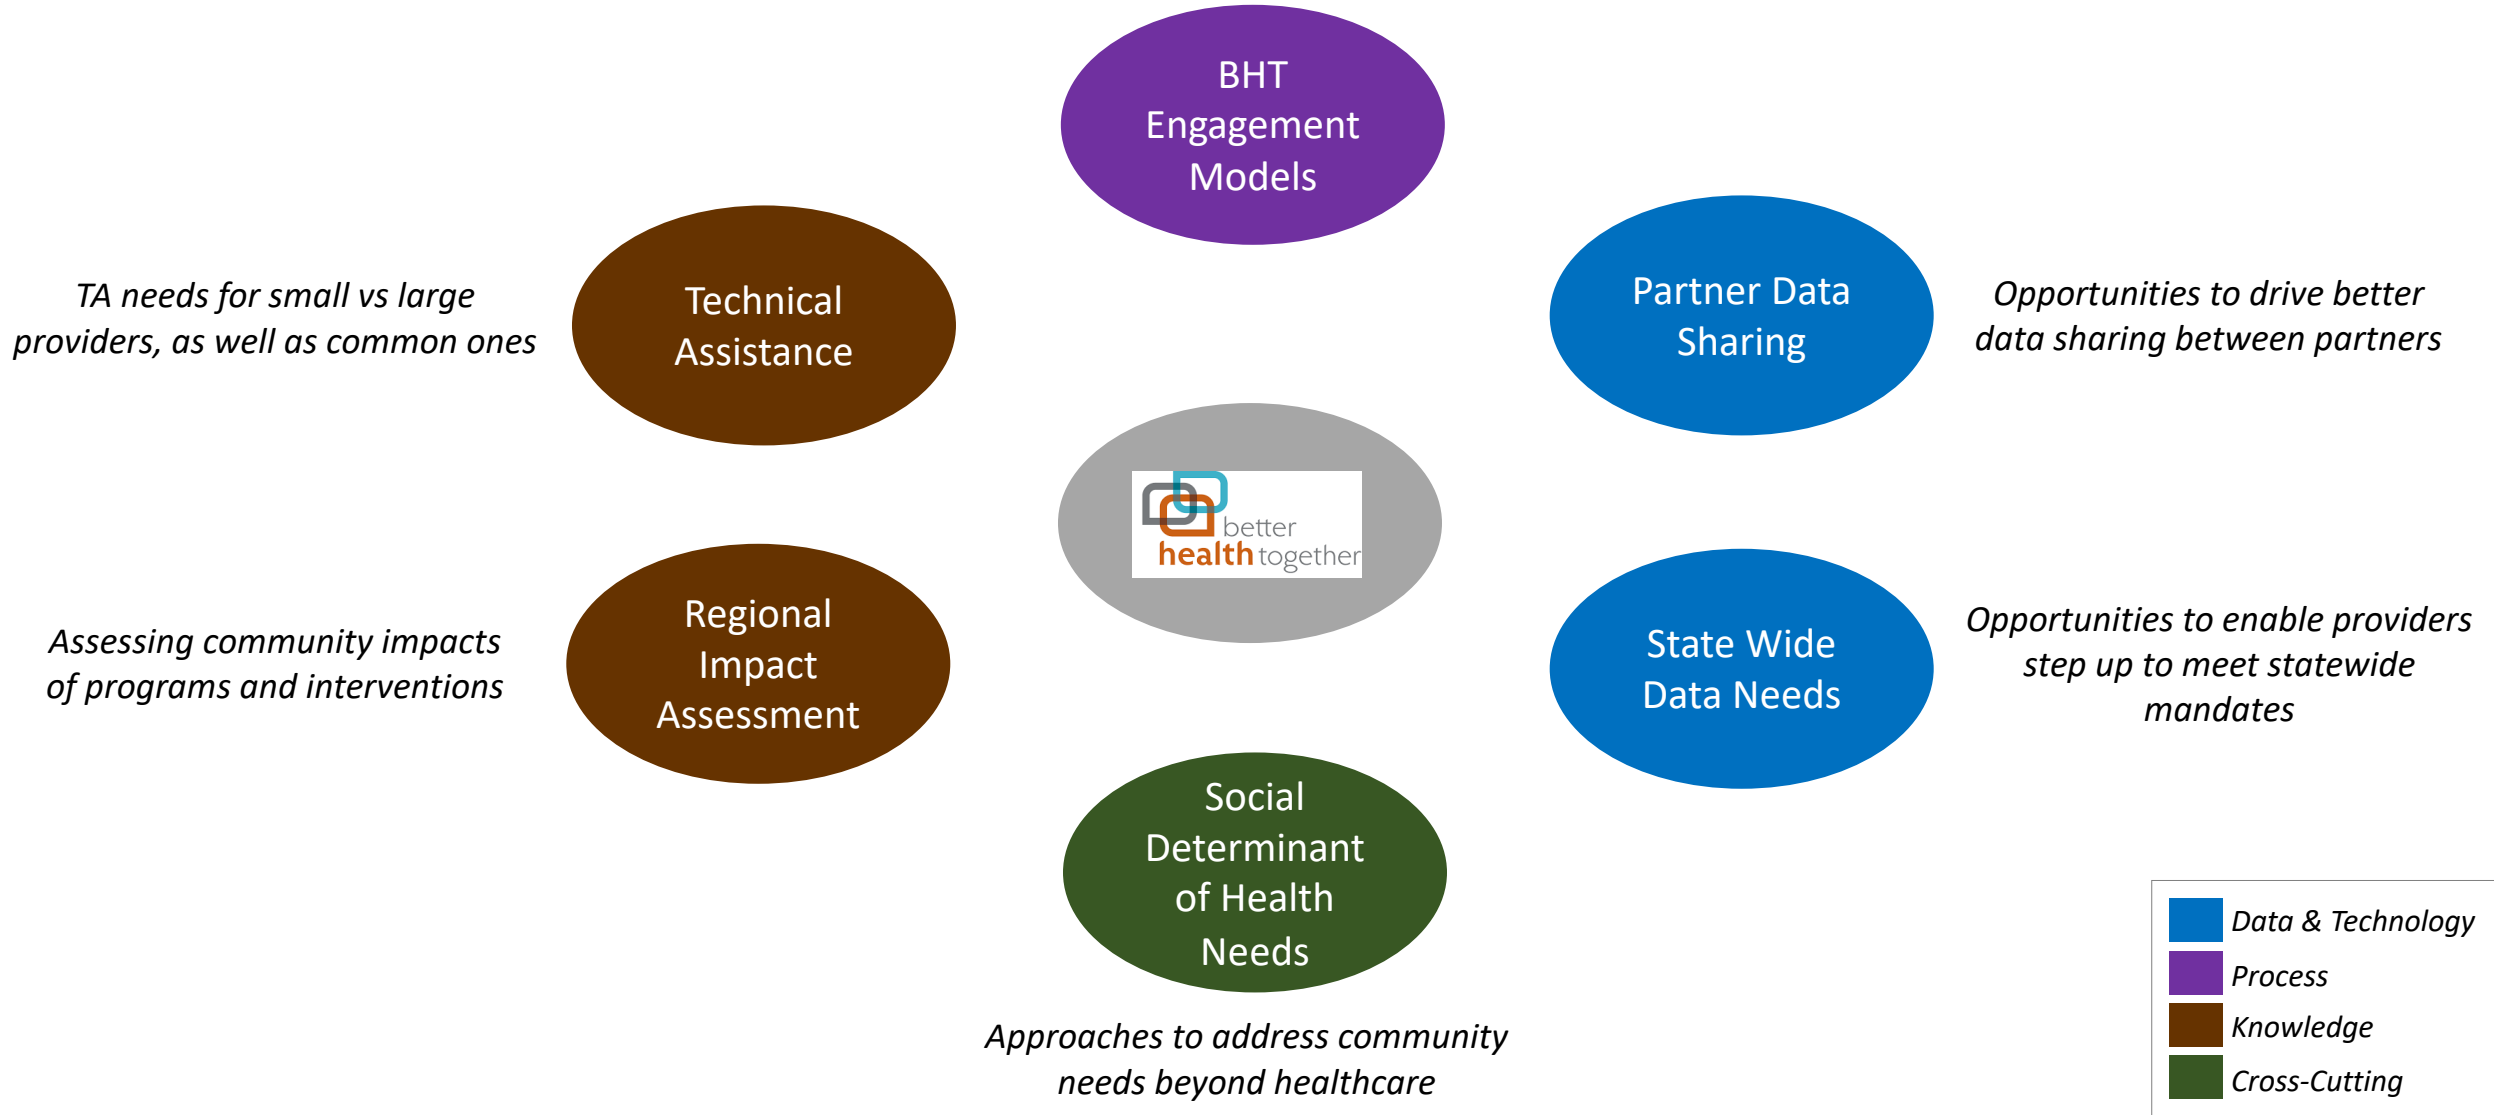 BHT
Engagement
Models
Technical
Assistance
TA needs for small vs large
providers, as well as common ones
Partner Data
Sharing
Opportunities to drive better
data sharing between partners
better
health together
Regional
Impact
Assessment
Assessing community impacts
of programs and interventions
State Wide
Data Needs
Opportunities to enable providers
step up to meet statewide
mandates
Social
Determinant
of Health
Needs
Approaches to address community
needs beyond healthcare
Data & Technology
Process
Knowledge
Cross-Cutting